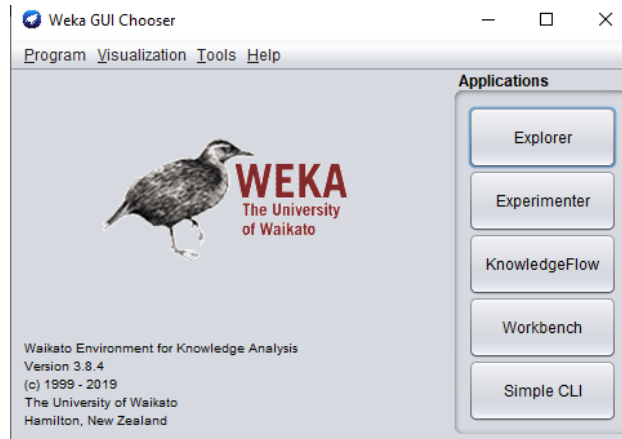 Weka GUI Chooser
Program Visualization Tools Help
Applications
Explorer
Experimenter
KnowledgeFlow
Workbench
Simple CLI
WEKA
The University
of Waikato
Waikato Environment for Knowledge Analysis
Version 3.8.4
(c) 1999 - 2019
The University of Waikato
Hamilton, New Zealand